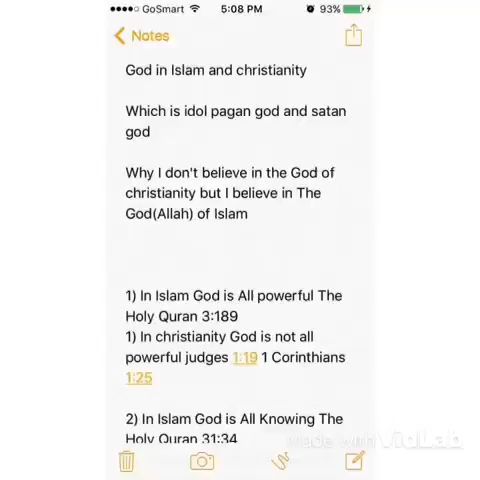 GoSmart 5:08 PM 93%
Notes
God in Islam and christianity
Which is idol pagan god and satan
god
Why I don't believe in the God of
christianity but I believe in The
God(Allah) of Islam
1) In Islam God is All powerful The
Holy Quran 3:189
1) In christianity God is not all
powerful judges 1:19 1 Corinthians
1:25
2) In Islam God is All Knowing The
Holy Quran 31:34
Made with VidLab